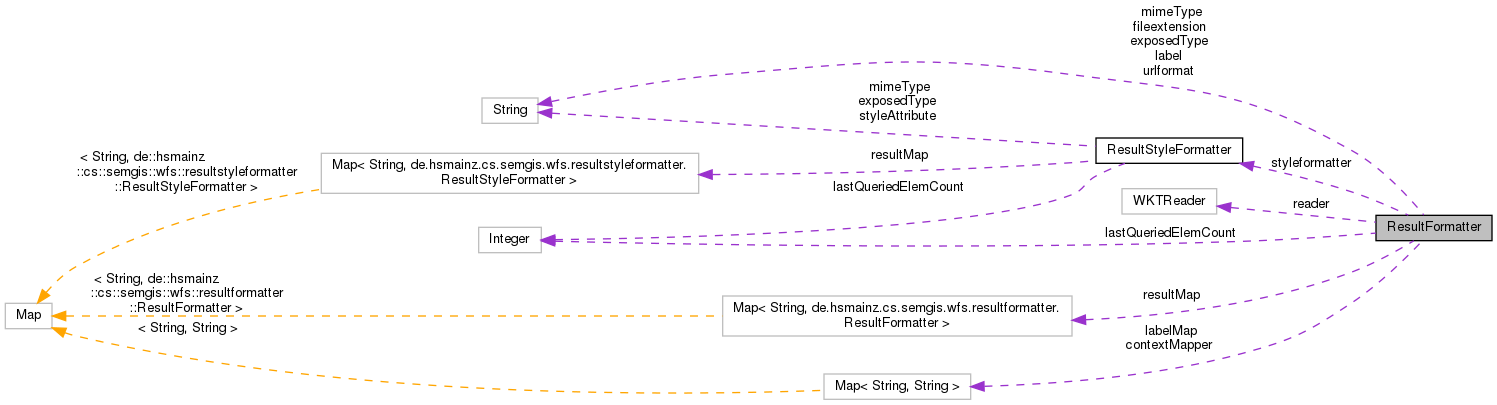 mimeType
fileextension
exposedType
label
urlformat
mimeType
exposedType
styleAttribute
String
ResultStyleFormatter
< String, de::hsmainz
::cs::semgis::wfs::resultstyleformatter
::ResultStyleFormatter >
Map< String, de.hsmainz.cs.semgis.wfs.resultstyleformatter.
ResultStyleFormatter >
resultMap
styleformatter
lastQueriedElemCount
WKTReader
reader
ResultFormatter
Integer
lastQueriedElemCount
< String, de::hsmainz
::cs::semgis::wfs::resultformatter
::ResultFormatter >
Map
Map< String, de.hsmainz.cs.semgis.wfs.resultformatter.
ResultFormatter >
resultMap
< String, String >
labelMap
contextMapper
Map< String, String >